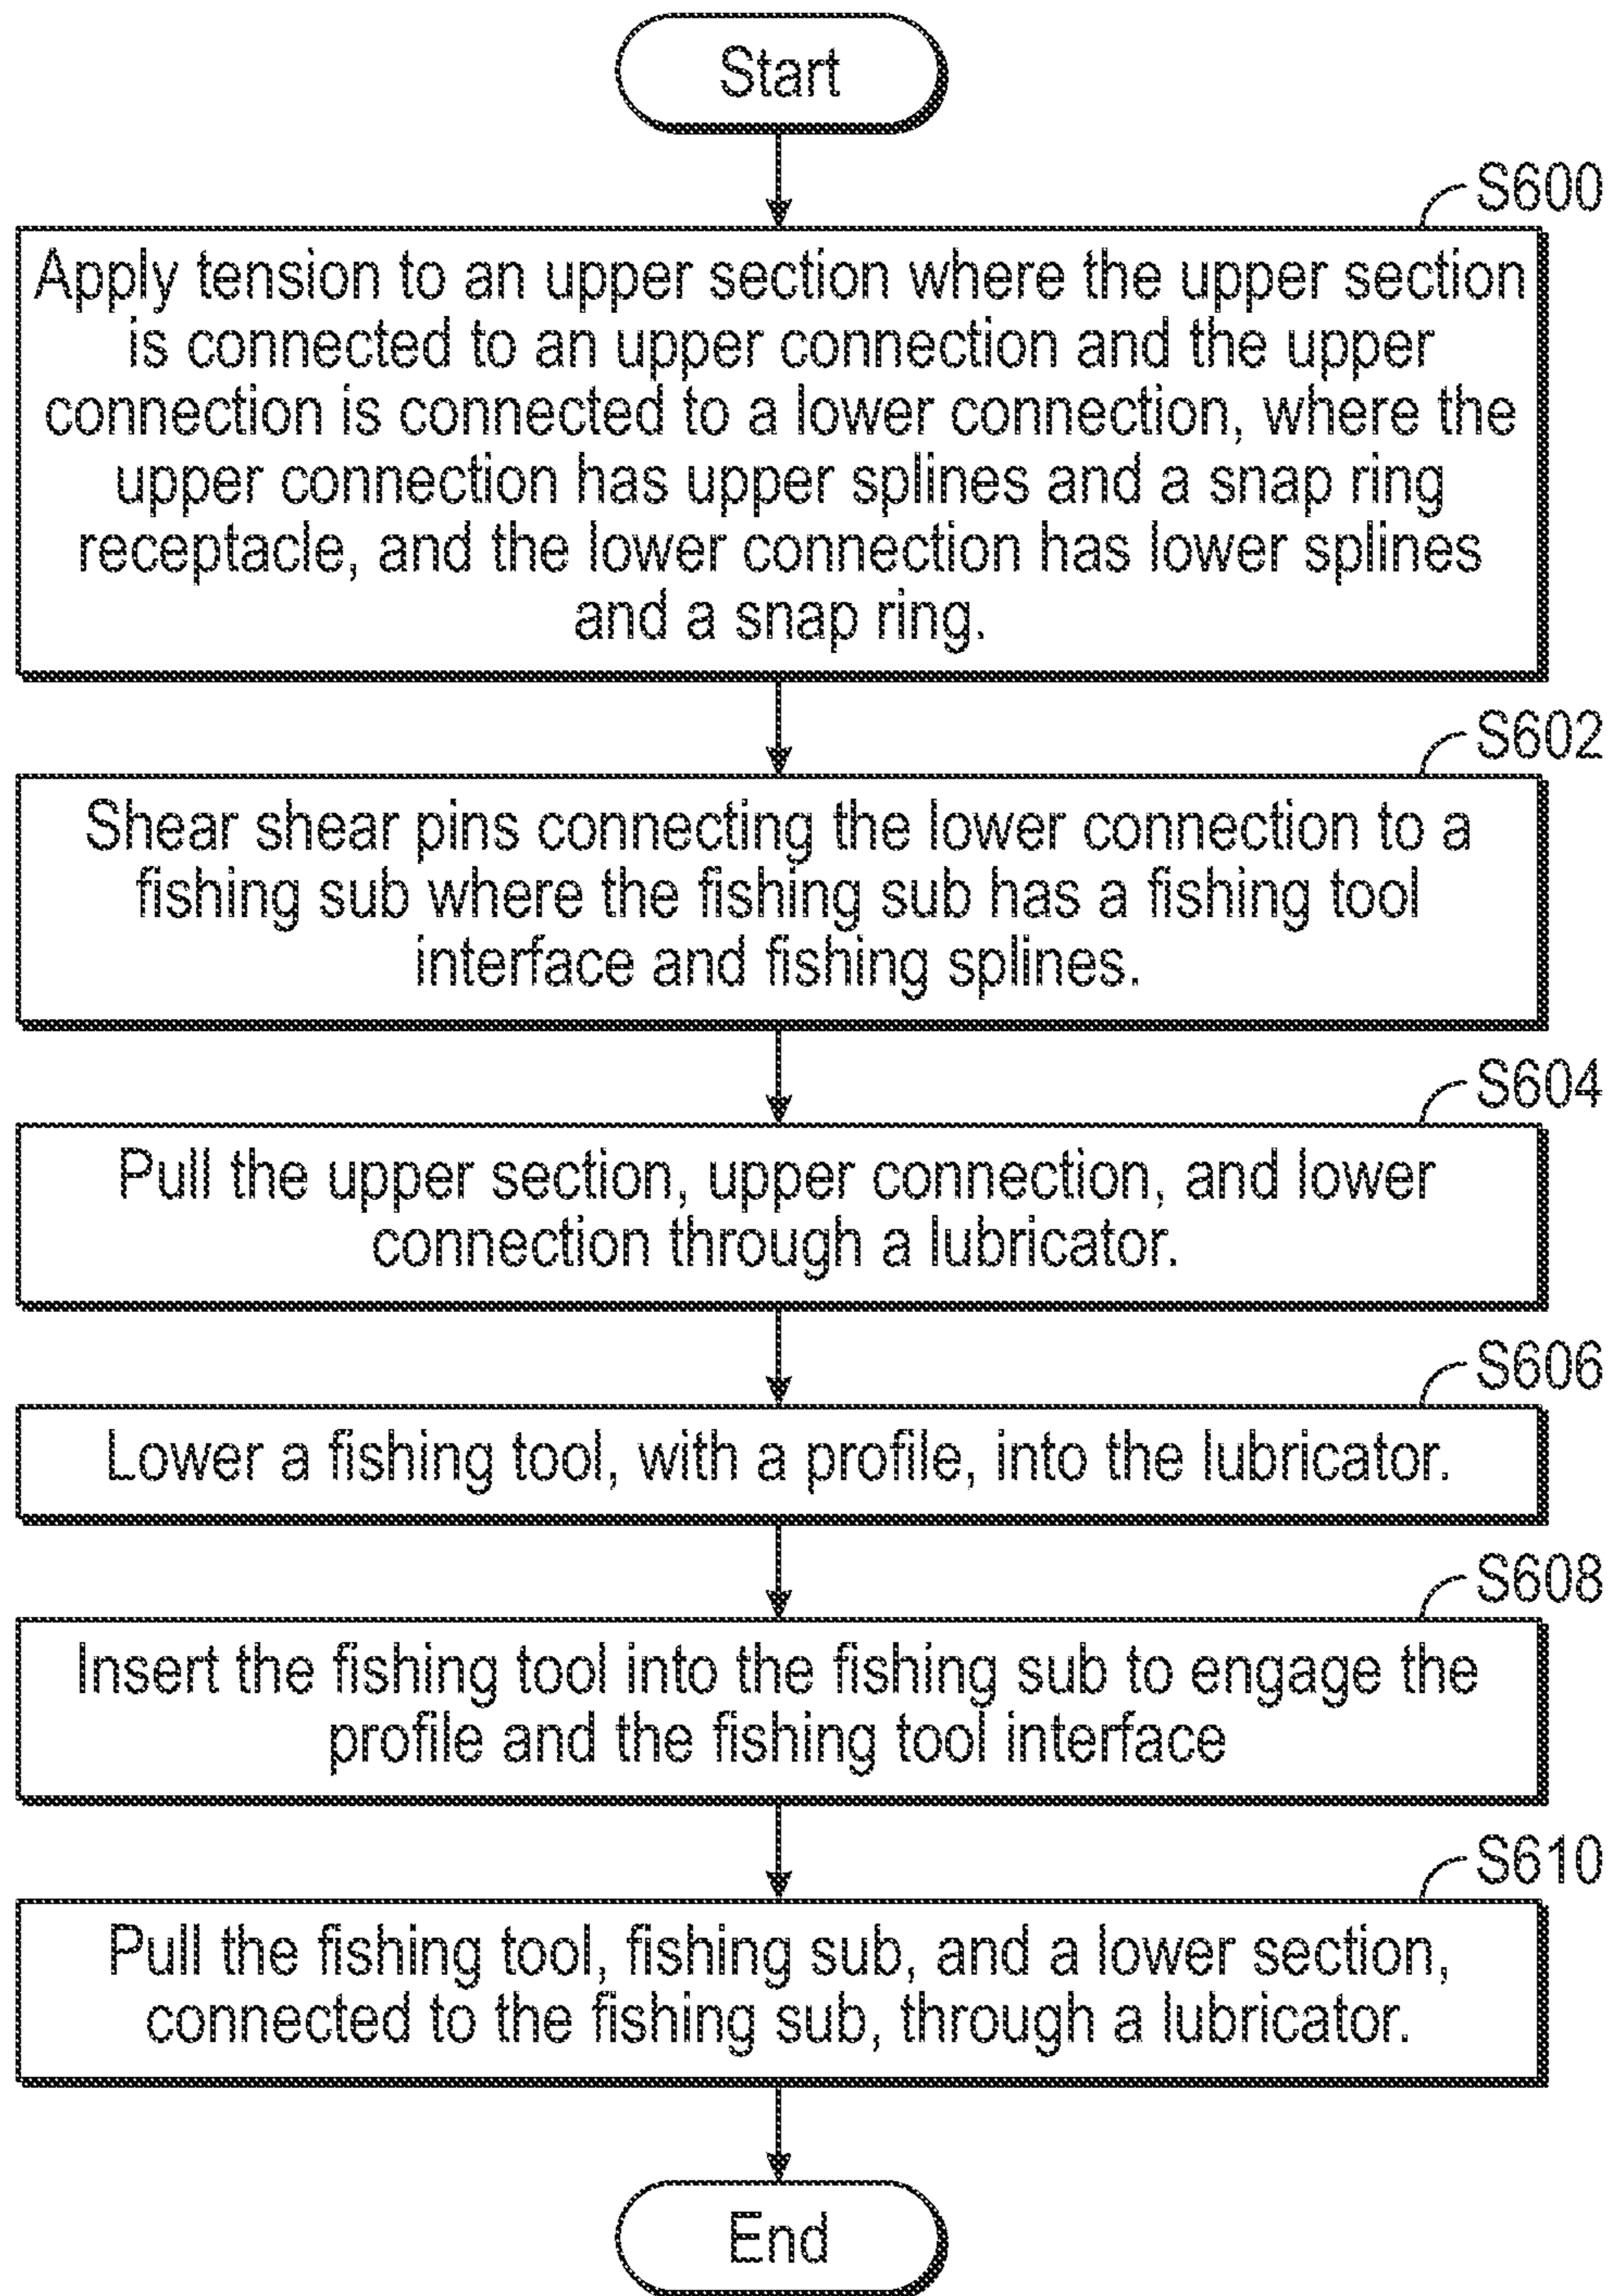 Start
S600
Apply tension to an upper section where the upper section
is connected to an upper connection and the upper
connection is connected to a lower connection, where the
upper connection has upper splines and a snap ring
receptacle, and the lower connection has lower splines
and a snap ring.
S602
Shear shear pins connecting the lower connection to a
fishing sub where the fishing sub has a fishing tool
interface and fishing splines.
S604
Pull the upper section, upper connection, and lower
connection through a lubricator.
S606
Lower a fishing tool, with a profile, into the lubricator.
S608
Insert the fishing tool into the fishing sub to engage the
profile and the fishing tool interface
S610
Pull the fishing tool, fishing sub, and a lower section,
connected to the fishing sub, through a lubricator.
End